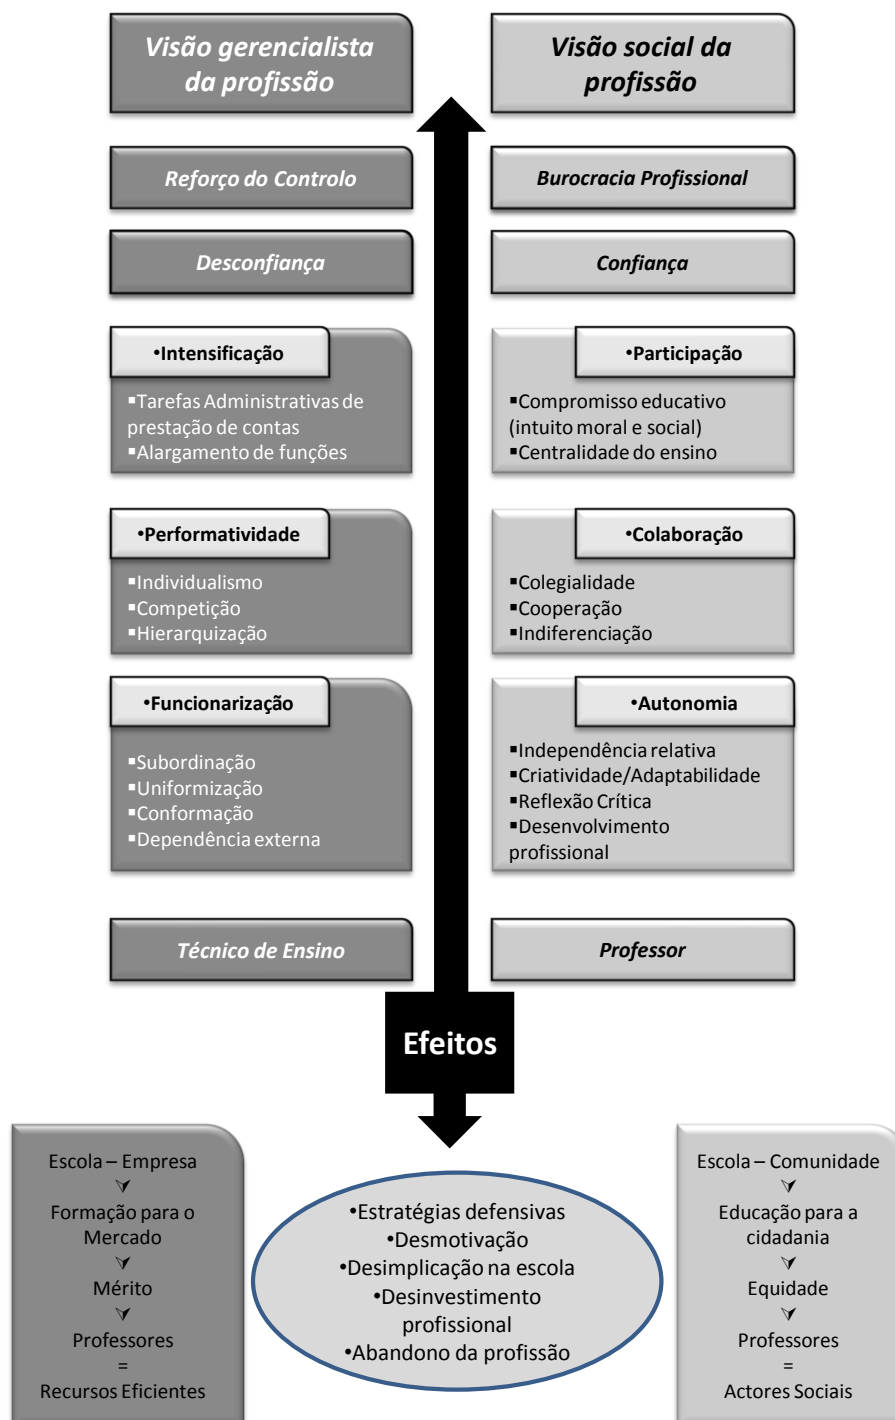 Visão gerencialista
da profissão
Visão social da
profissão
Reforço do Controlo
Burocracia Profissional
Desconfiança
Confiança
•Intensificação
▪Tarefas Administrativas de
prestação de contas
▪Alargamento de funções
•Participação
▪Compromisso educativo
(intuito moral e social)
▪Centralidade do ensino
•Performatividade
▪Individualismo
▪Competição
▪Hierarquização
•Colaboração
▪Colegialidade
▪Cooperação
▪Indiferenciação
•Funcionarização
▪Subordinação
▪Uniformização
▪Conformação
▪Dependência externa
•Autonomia
▪Independência relativa
▪Criatividade/Adaptabilidade
▪Reflexão Crítica
▪Desenvolvimento
profissional
Técnico de Ensino
Professor
Efeitos
Escola – Empresa
Formação para o
Mercado
Mérito
Professores
=
Recursos Eficientes
•Estratégias defensivas
•Desmotivação
•Desimplicação na escola
•Desinvestimento
profissional
•Abandono da profissão
Escola – Comunidade
Educação para a
cidadania
Equidade
Professores
=
Actores Sociais